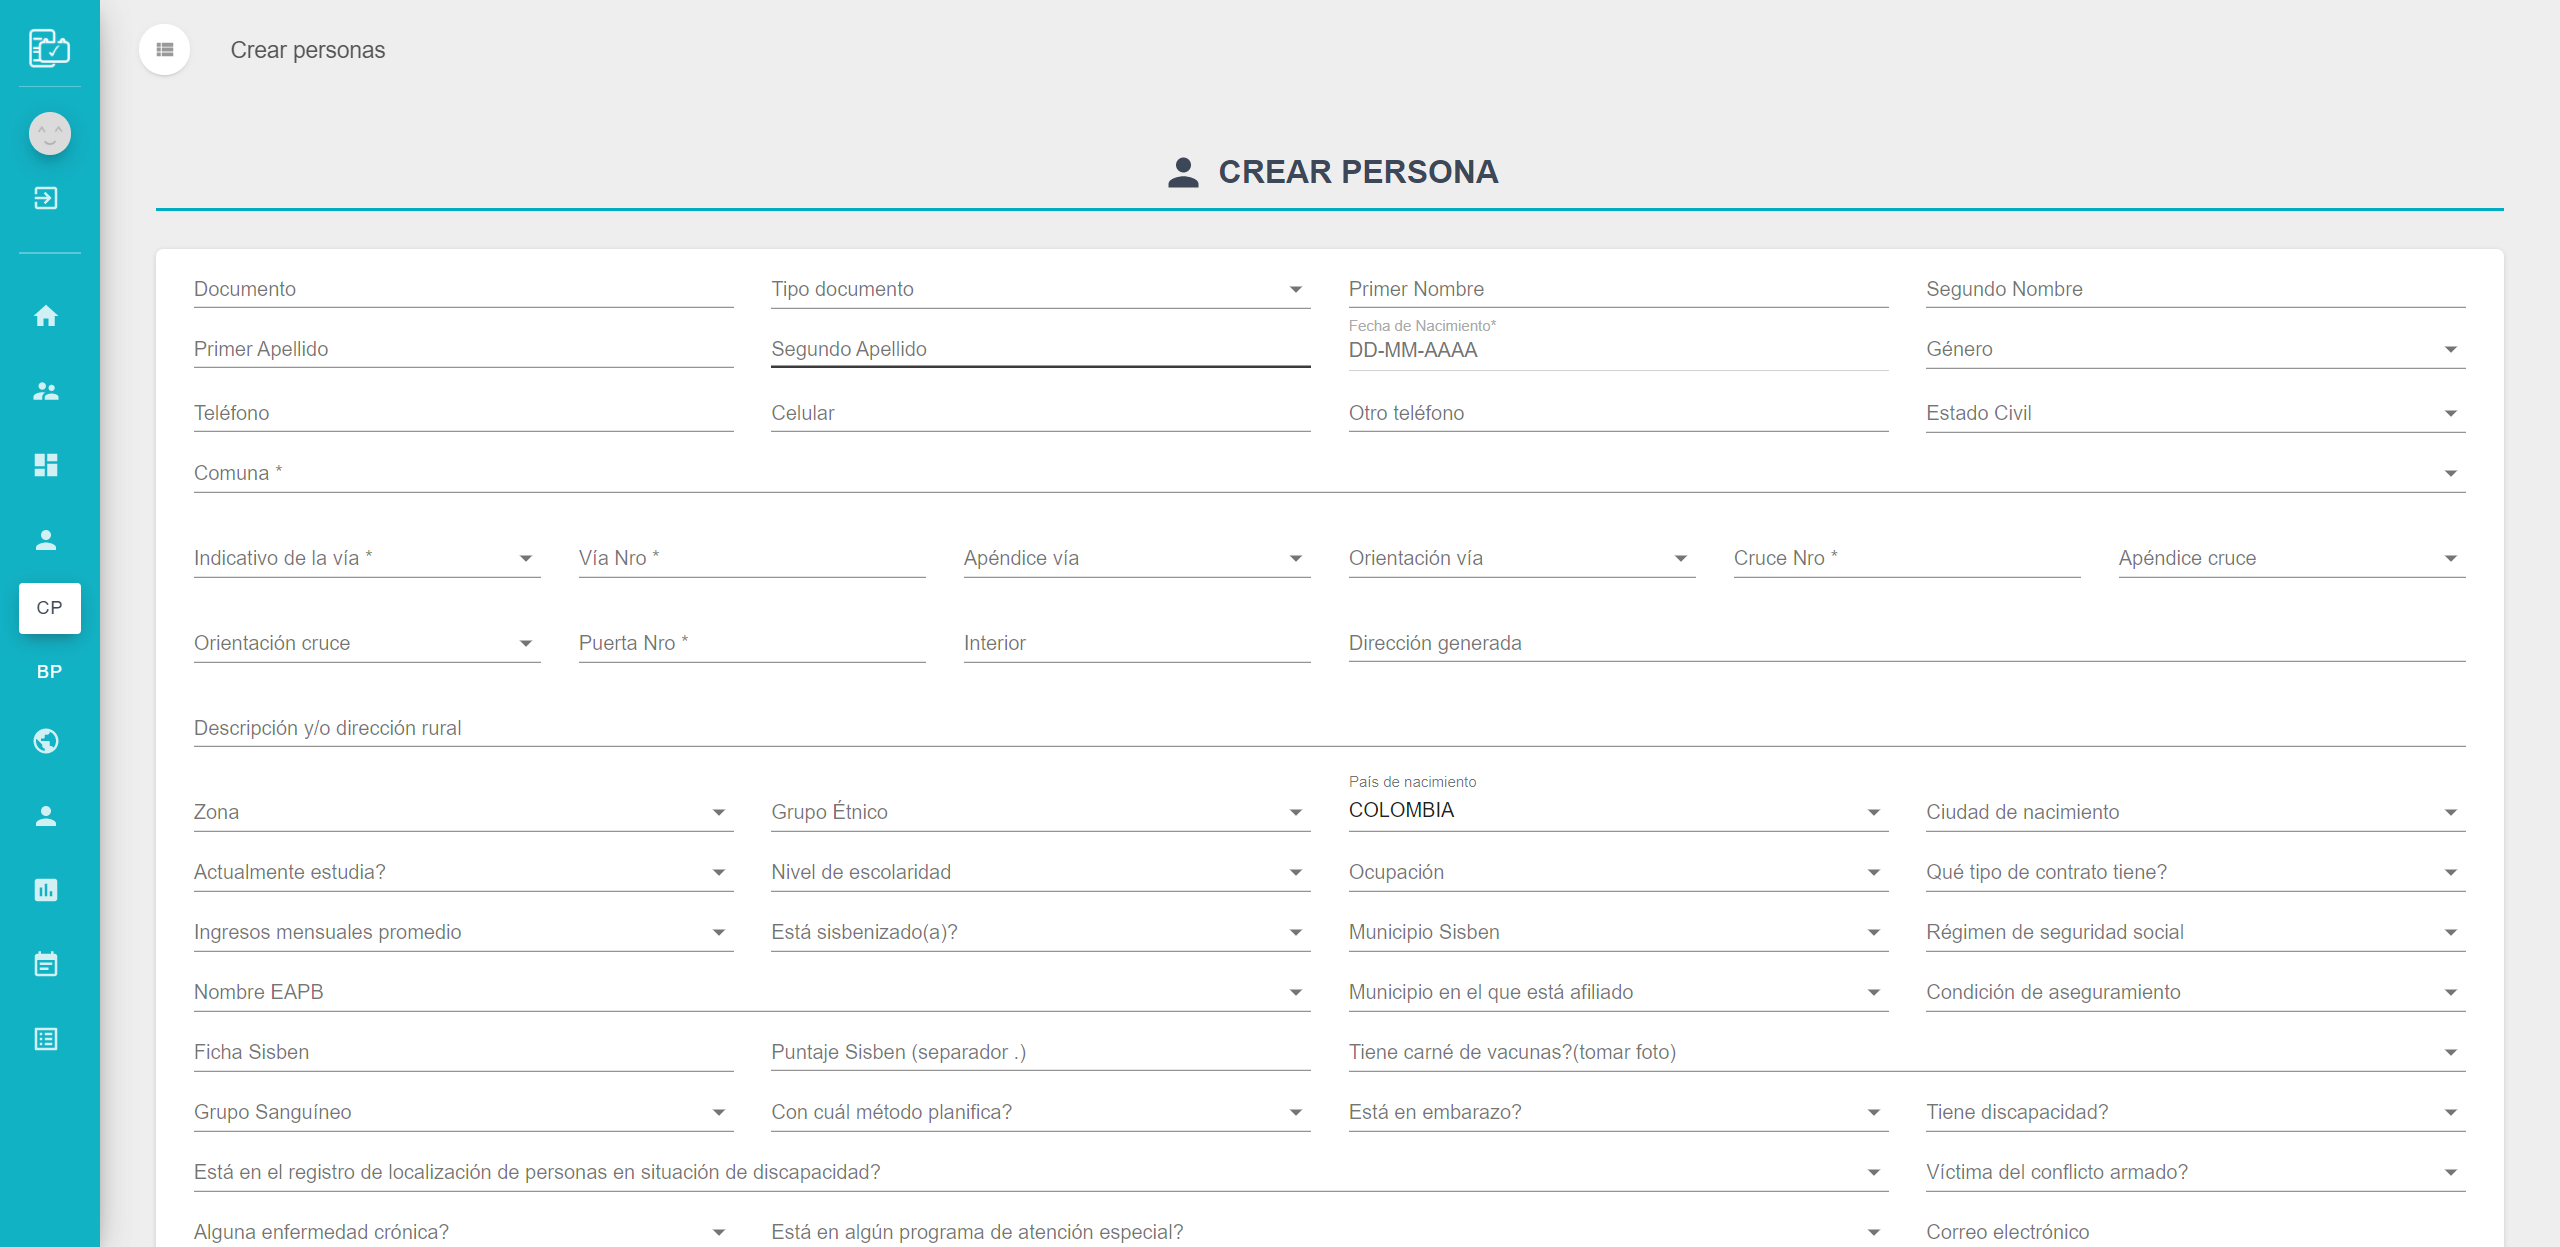 Crear personas
CREAR PERSONA
Documento
Tipo documento
Primer Nombre
Segundo Nombre
Primer Apellido
Segundo Apellido
Fecha de Nacimiento*
DD-MM-AAAA
Género
Teléfono
Celular
Otro teléfono
Estado Civil
Comuna *
Indicativo de la vía *
Vía Nro *
Apéndice vía
Orientación vía
Cruce Nro *
Apéndice cruce
CP
Orientación cruce
Puerta Nro *
Interior
Dirección generada
BP
Descripción y/o dirección rural
Zona
Grupo Étnico
País de nacimiento
COLOMBIA
Ciudad de nacimiento
Actualmente estudia?
Nivel de escolaridad
Ocupación
Qué tipo de contrato tiene?
Ingresos mensuales promedio
Está sisbenizado(a)?
Municipio Sisben
Régimen de seguridad social
Nombre EAPB
Municipio en el que está afiliado
Condición de aseguramiento
Ficha Sisben
Puntaje Sisben (separador .)
Tiene carné de vacunas?(tomar foto)
Grupo Sanguíneo
Con cuál método planifica?
Está en embarazo?
Tiene discapacidad?
Está en el registro de localización de personas en situación de discapacidad?
Víctima del conflicto armado?
Alguna enfermedad crónica?
Está en algún programa de atención especial?
Correo electrónico